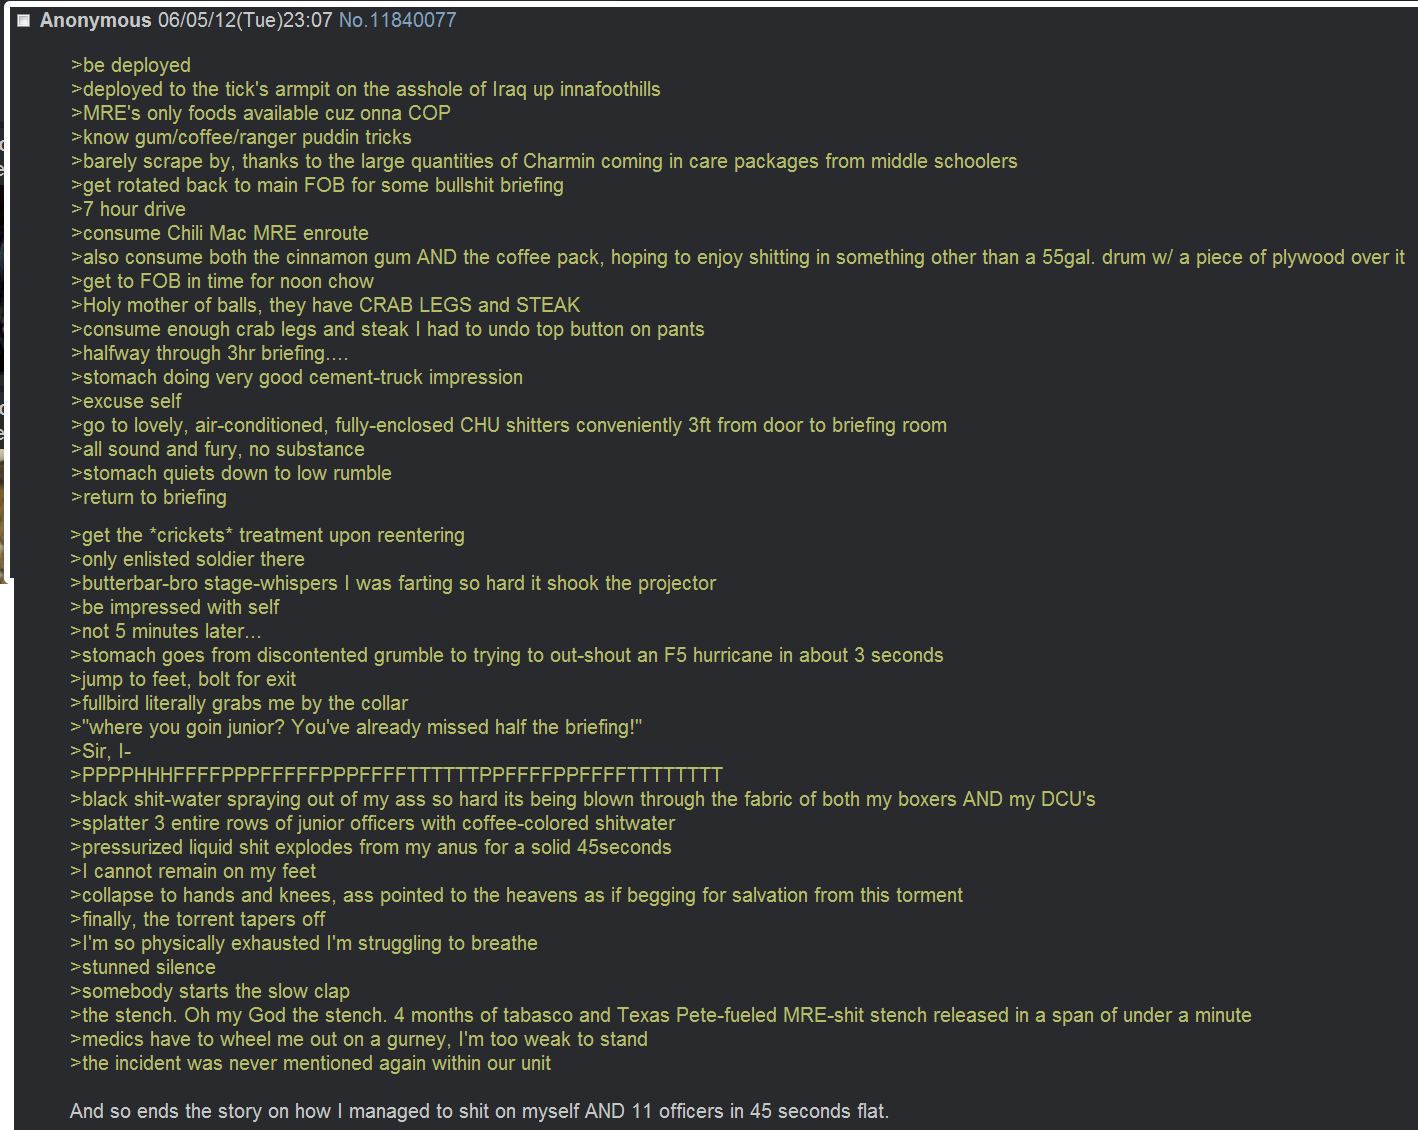 Anonymous 06/05/12(Tue)23:07 No.11840077
>be deployed
>deployed to the tick's armpit on the asshole of Iraq up innafoothills
>MRE's only foods available cuz onna COP
>know gum/coffee/ranger puddin tricks
>barely scrape by, thanks to the large quantities of Charmin coming in care packages from middle schoolers
>get rotated back to main FOB for some bullshit briefing
>7 hour drive
>consume Chili Mac MRE enroute
>also consume both the cinnamon gum AND the coffee pack, hoping to enjoy shitting in something other than a 55gal. drum w/ a piece of plywood over it
>get to FOB in time for noon chow
>Holy mother of balls, they have CRAB LEGS and STEAK
>consume enough crab legs and steak I had to undo top button on pants
>halfway through 3hr briefing....
>stomach doing very good cement-truck impression
>excuse self
>go to lovely, air-conditioned, fully-enclosed CHU shitters conveniently 3ft from door to briefing room
>all sound and fury, no substance
>stomach quiets down to low rumble
>return to briefing
>get the *crickets* treatment upon reentering
>only enlisted soldier there
>butterbar-bro stage-whispers I was farting so hard it shook the projector
>be impressed with self
>not 5 minutes later...
>stomach goes from discontented grumble to trying to out-shout an F5 hurricane in about 3 seconds
>jump to feet, bolt for exit
>fullbird literally grabs me by the collar
>"where you goin junior? You've already missed half the briefing!"
>Sir, I-
>PPPPHHHFFFFPPPFFFFFPPPFFFFTTTTTTPPFFFFPPFFFFTTTTTTTT
>black shit-water spraying out of my ass so hard its being blown through the fabric of both my boxers AND my DCU's
>splatter 3 entire rows of junior officers with coffee-colored shitwater
>pressurized liquid shit explodes from my anus for a solid 45seconds
>I cannot remain on my feet
>collapse to hands and knees, ass pointed to the heavens as if begging for salvation from this torment
>finally, the torrent tapers off
>I'm so physically exhausted I'm struggling to breathe
>stunned silence
>somebody starts the slow clap
>the stench. Oh my God the stench. 4 months of tabasco and Texas Pete-fueled MRE-shit stench released in a span of under a minute
>medics have to wheel me out on a gurney, I'm too weak to stand
>the incident was never mentioned again within our unit
And so ends the story on how I managed to shit on myself AND 11 officers in 45 seconds flat.